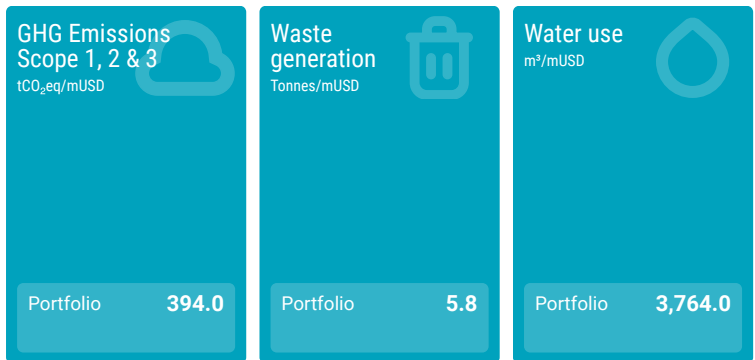 GHG Emissions
Scope 1, 2 & 3
tCO₂eq/mUSD
Portfolio 394.0
Waste
generation
Tonnes/mUSD
Portfolio 5.8
Water use
m³/mUSD
Portfolio 3,764.0